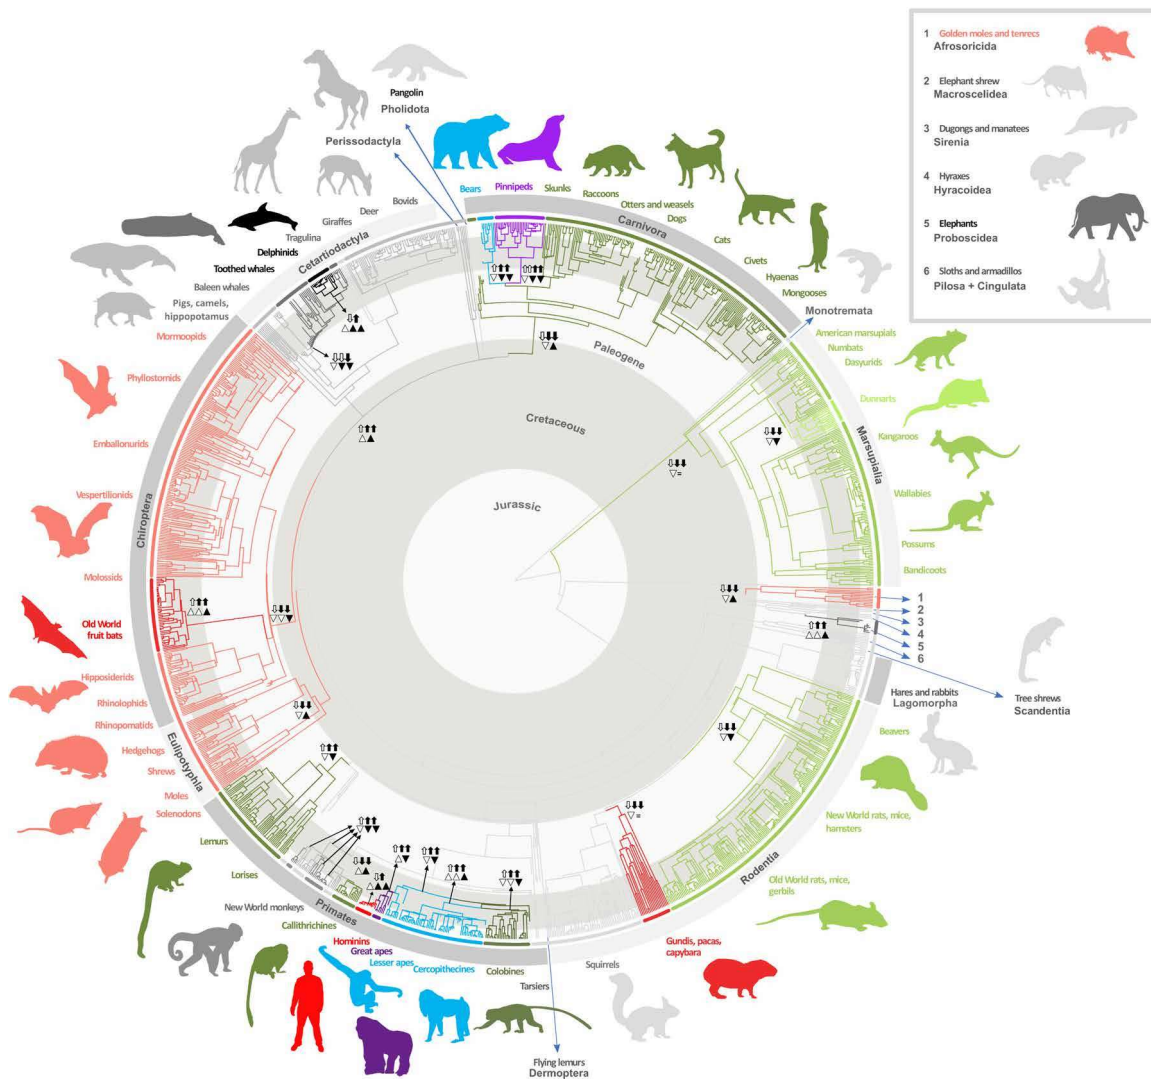 1 Golden moles and tenrecs
Afrosoricida
2 Elephant shrew
Macroscelidea
3 Dugongs and manatees
Sirenia
4 Hyraxes
Hyracoidea
5 Elephants
Proboscidea
6 Sloths and armadillos
Pilosa + Cingulata
Pangolin
Pholidota
Perissodactyla
Bovids
Deer
Giraffes
Tragulina
Cetartiodactyla
Delphinids
Toothed whales
Baleen whales
Pigs, camels,
hippopotamus
Bears
Pinnipeds
Skunks
Raccoons
Otters and weasels
Dogs
Carnivora
Cats
Civets
Hyaenas
Mongooses
Monotremata
American marsupials
Numbats
Dasyurids
Dunnarts
Kangaroos
Marsupialia
Wallabies
Possums
Bandicoots
1
2
3
4
5
6
Tree shrews
Scandentia
Hares and rabbits
Lagomorpha
Beavers
New World rats, mice,
hamsters
Rodentia
Old World rats, mice,
gerbils
Gundis, pacas,
capybara
Squirrels
Flying lemurs
Dermoptera
Tarsiers
Colobines
Cercopithecines
Lesser apes
Great apes
Hominins
Callithrichines
Primates
New World monkeys
Lorises
Lemurs
Solenodons
Moles
Shrews
Hedgehogs
Eulipotyphla
Rhinopomatids
Rhinolophids
Hipposiderids
Old World
fruit bats
Molossids
Chiroptera
Vespertilionids
Emballonurids
Phyllostomids
Mormoopids
Paleogene
Cretaceous
Jurassic